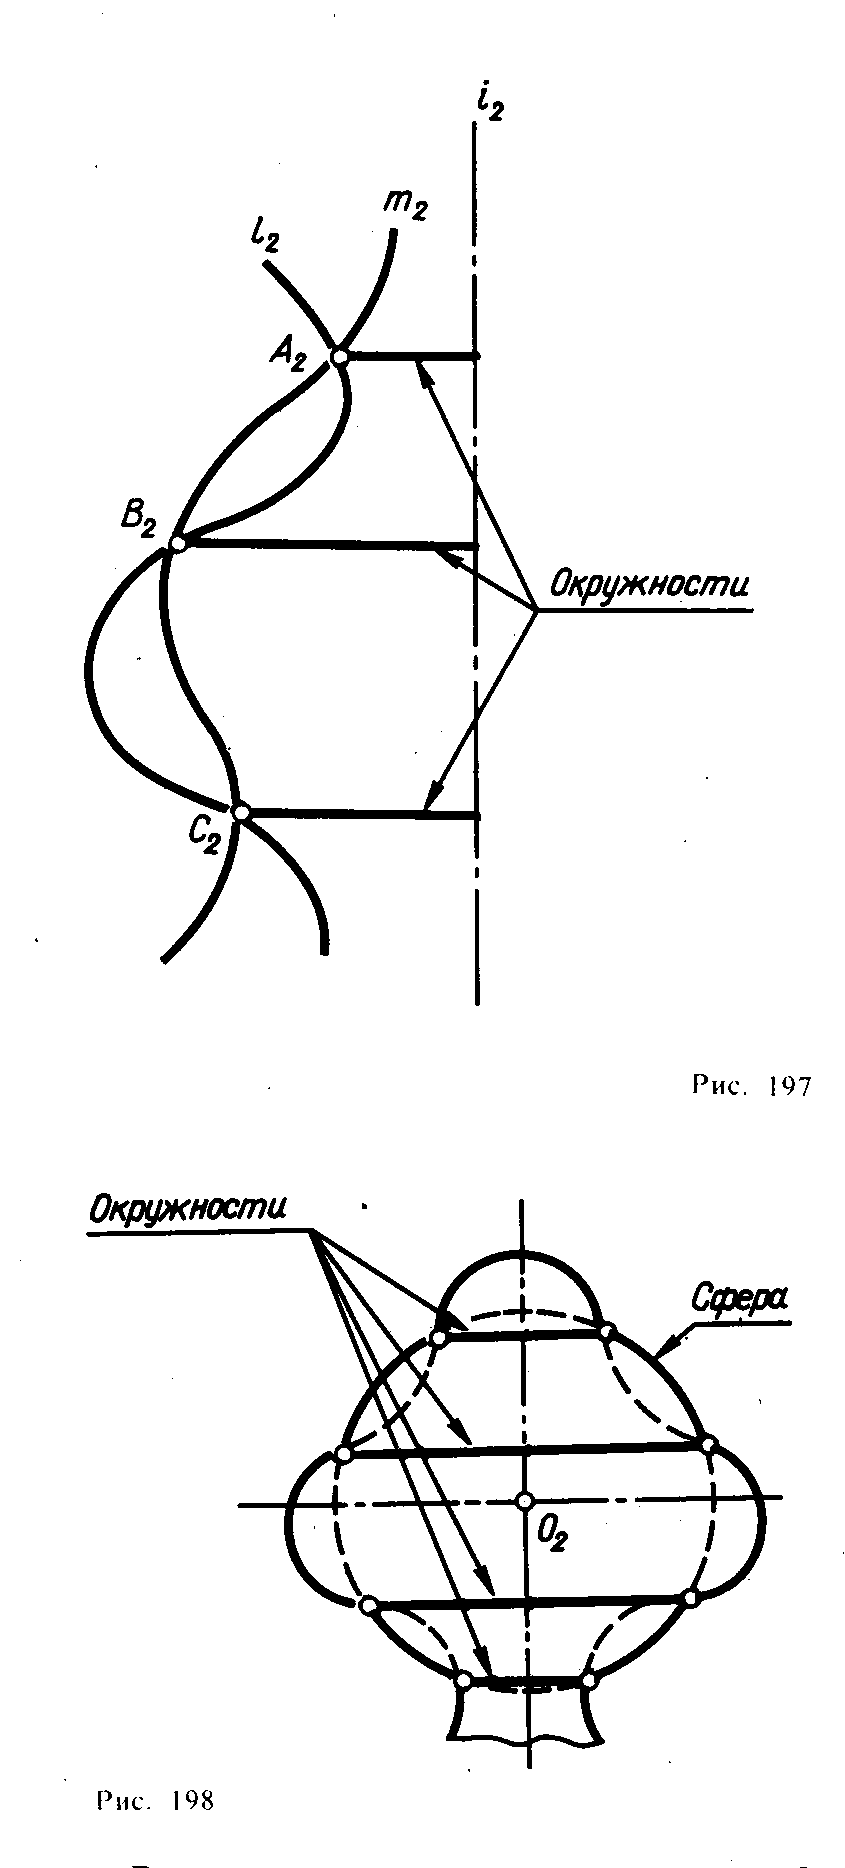 i₂
m₂
l₂
A₂
B₂
Окружности
C₂
Рис. 197
Окружности
Сфера
O₂
Рис. 198